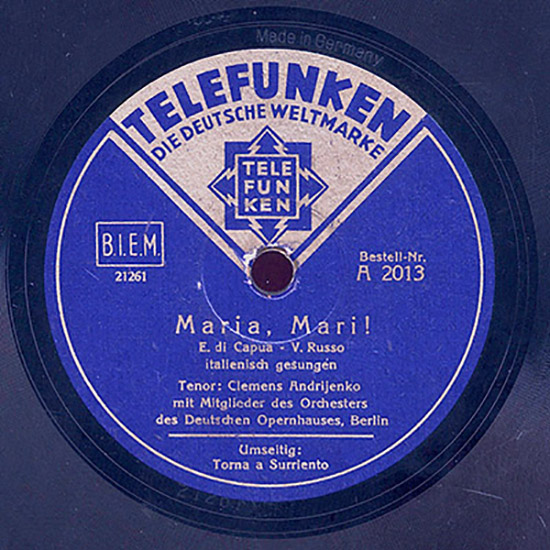 Made in Germany
TELEFUNKEN
DIE DEUTSCHE WELTMARKE
TELE
FUN
KEN
B.I.E.M.
21261
Bestell-Nr.
A 2013
Maria, Mari!
E. di Capua - V. Russo
italienisch gesungen
Tenor: Clemens Andrijenko
mit Mitglieder des Orchesters
des Deutschen Opernhauses, Berlin
Umseitig:
Torna a Surriento